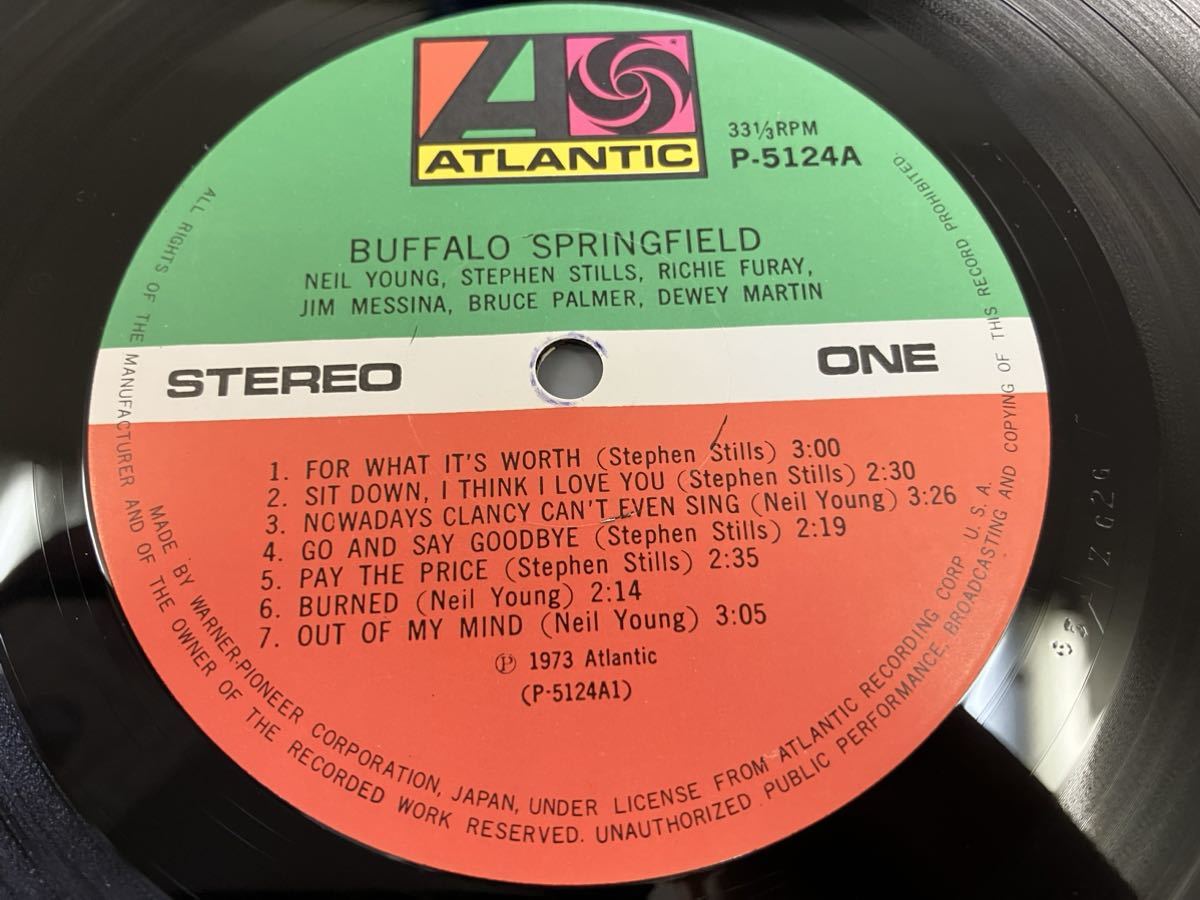 ATLANTIC
33⅓RPM
P-5124A
BUFFALO SPRINGFIELD
NEIL YOUNG, STEPHEN STILLS, RICHIE FURAY,
JIM MESSINA, BRUCE PALMER, DEWEY MARTIN
STEREO
ONE
1. FOR WHAT IT'S WORTH (Stephen Stills) 3:00
2. SIT DOWN, I THINK I LOVE YOU (Stephen Stills) 2:30
3. NOWADAYS CLANCY CAN'T EVEN SING (Neil Young) 3:26
4. GO AND SAY GOODBYE (Stephen Stills) 2:19
5. PAY THE PRICE (Stephen Stills) 2:35
6. BURNED (Neil Young) 2:14
7. OUT OF MY MIND (Neil Young) 3:05
Ⓟ 1973 Atlantic
(P-5124A1)
MADE BY WARNER-PIONEER CORPORATION, JAPAN, UNDER LICENSE FROM ATLANTIC RECORDING CORP. U. S. A.
ALL RIGHTS OF THE MANUFACTURER AND OF THE OWNER OF THE RECORDED WORK RESERVED. UNAUTHORIZED PUBLIC PERFORMANCE, BROADCASTING AND COPYING OF THIS RECORD PROHIBITED.